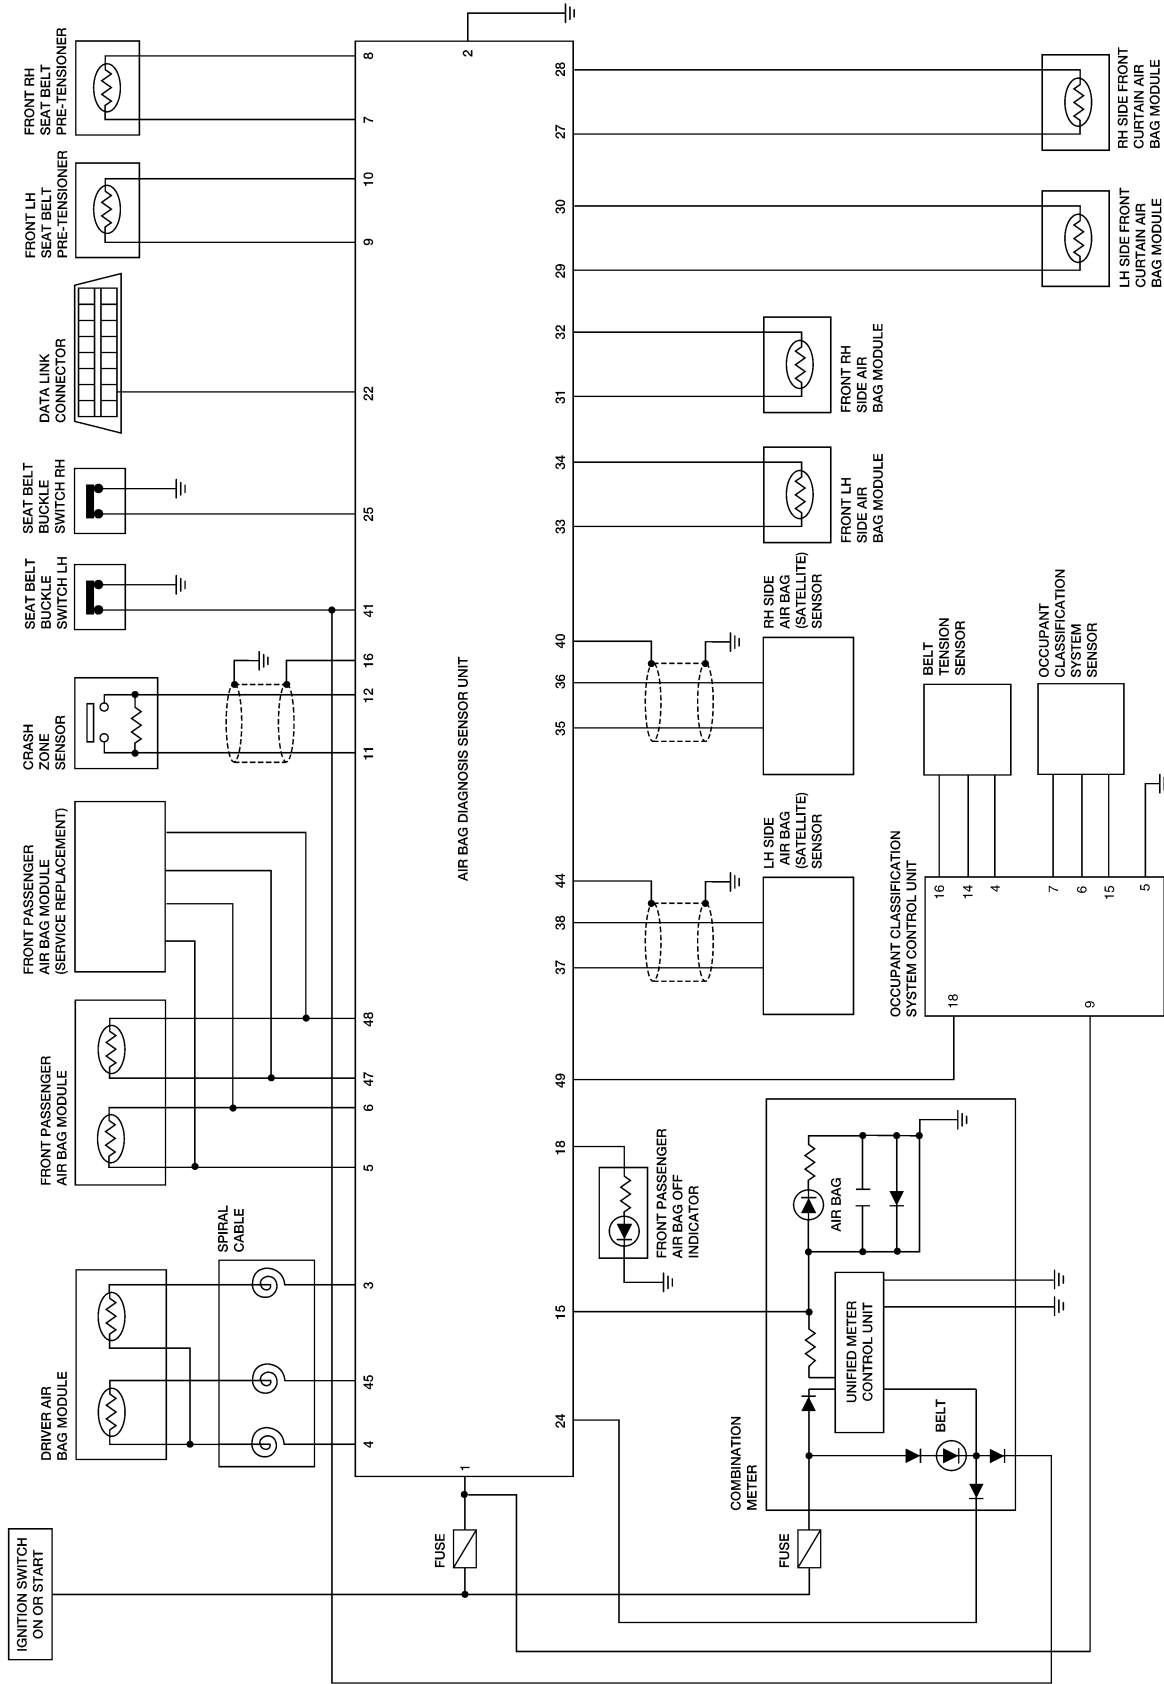 IGNITION SWITCH
ON OR START
DRIVER AIR
BAG MODULE
SPIRAL
CABLE
FRONT PASSENGER
AIR BAG MODULE
FRONT PASSENGER
AIR BAG MODULE
(SERVICE REPLACEMENT)
CRASH
ZONE
SENSOR
SEAT BELT
BUCKLE
SWITCH LH
SEAT BELT
BUCKLE
SWITCH RH
DATA LINK
CONNECTOR
FRONT LH
SEAT BELT
PRE-TENSIONER
FRONT RH
SEAT BELT
PRE-TENSIONER
4
45
3
5
6
47
48
11
12
16
41
25
22
9
10
7
8
FUSE
1
AIR BAG DIAGNOSIS SENSOR UNIT
2
24
15
18
49
37
38
44
35
36
40
33
34
31
32
29
30
27
28
FRONT PASSENGER
AIR BAG OFF
INDICATOR
LH SIDE
AIR BAG
(SATELLITE)
SENSOR
RH SIDE
AIR BAG
(SATELLITE)
SENSOR
FRONT LH
SIDE AIR
BAG MODULE
FRONT RH
SIDE AIR
BAG MODULE
LH SIDE FRONT
CURTAIN AIR
BAG MODULE
RH SIDE FRONT
CURTAIN AIR
BAG MODULE
COMBINATION
METER
FUSE
UNIFIED METER
CONTROL UNIT
AIR BAG
BELT
OCCUPANT CLASSIFICATION
SYSTEM CONTROL UNIT
18
9
16
14
4
7
6
15
5
BELT
TENSION
SENSOR
OCCUPANT
CLASSIFICATION
SYSTEM
SENSOR